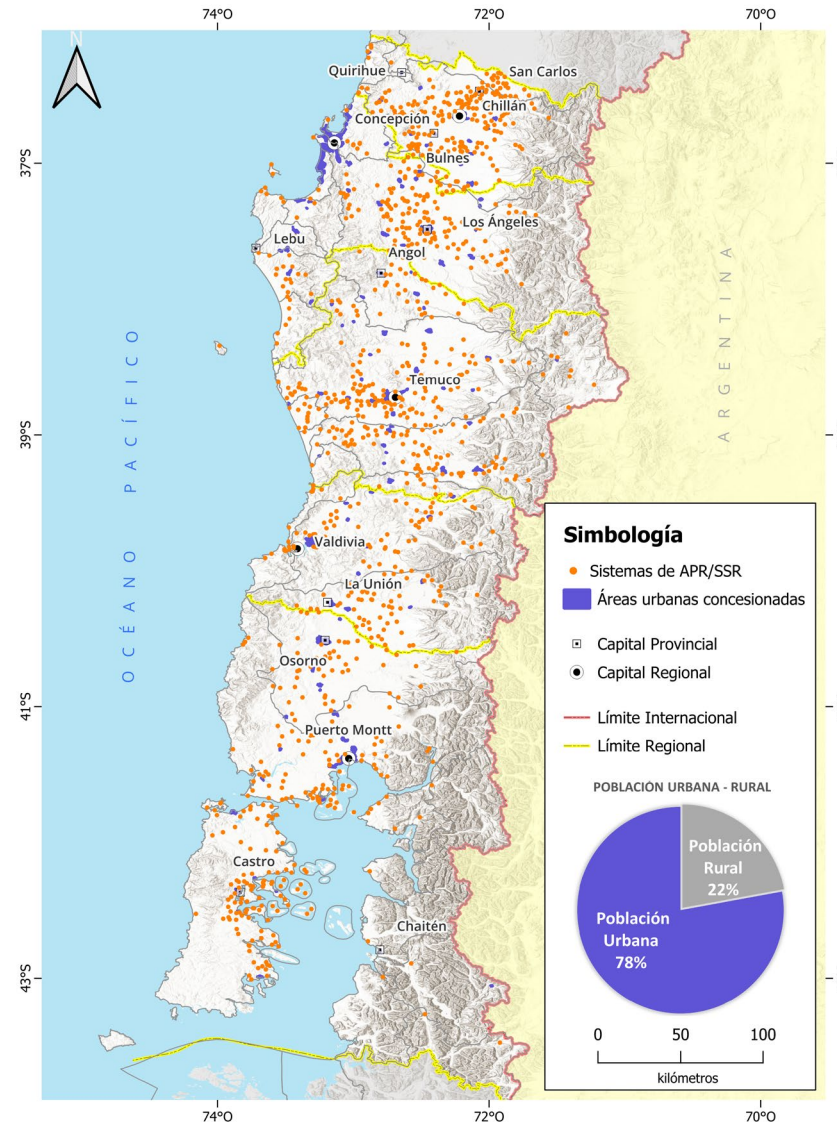 74°O
72°O
70°O
N
Quirihue
San Carlos
Chillán
Concepción
37°S
Bulnes
Los Ángeles
Lebu
Angol
ARGENTINA
OCÉANO PACÍFICO
Temuco
39°S
Valdivia
La Unión
Osorno
41°S
Puerto Montt
Castro
Chaitén
43°S
Simbología
Sistemas de APR/SSR
Áreas urbanas concesionadas
Capital Provincial
Capital Regional
Límite Internacional
Límite Regional
POBLACIÓN URBANA - RURAL
Población
Rural
22%
Población
Urbana
78%
0 50 100
kilómetros
74°O
72°O
70°O